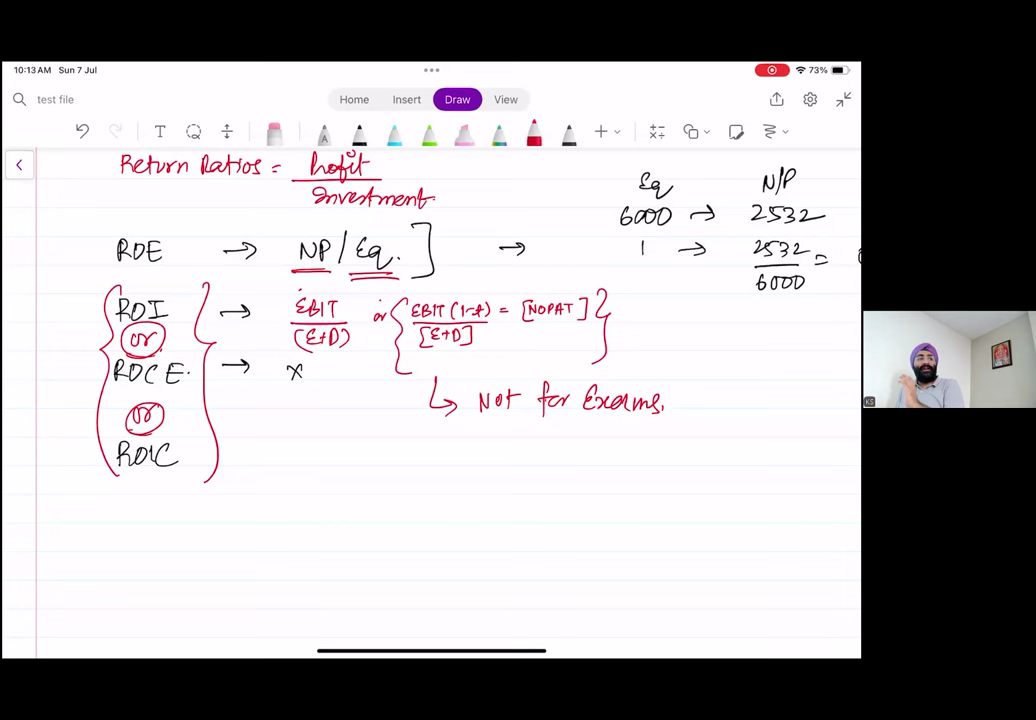 10:13 AM Sun 7 Jul
73%
test file
Home Insert Draw View
Return Ratios = Profit
Investment.
Eq N/P
6000 → 2532
ROE → NP / Eq. ] → 1 → 2532 =
6000
ROI → EBIT or { EBIT (1-t) = [NOPAT] }
(E+D) [E+D]
or
ROCE. → x
↳ Not for Exams.
or
ROIC
KS